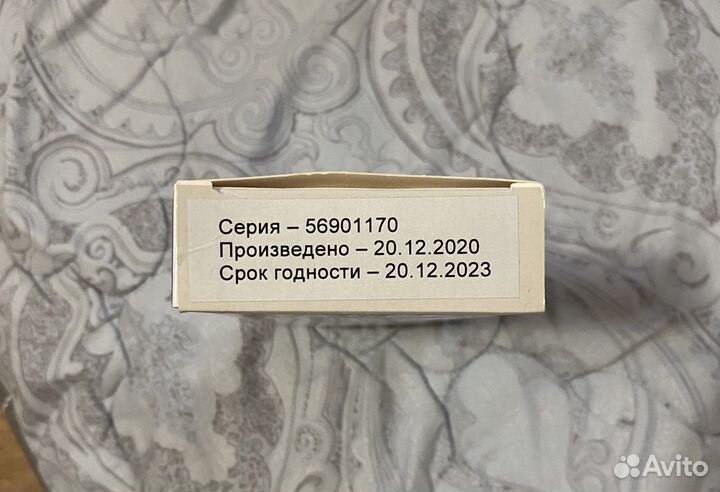 Серия – 56901170
Произведено – 20.12.2020
Срок годности – 20.12.2023
Avito